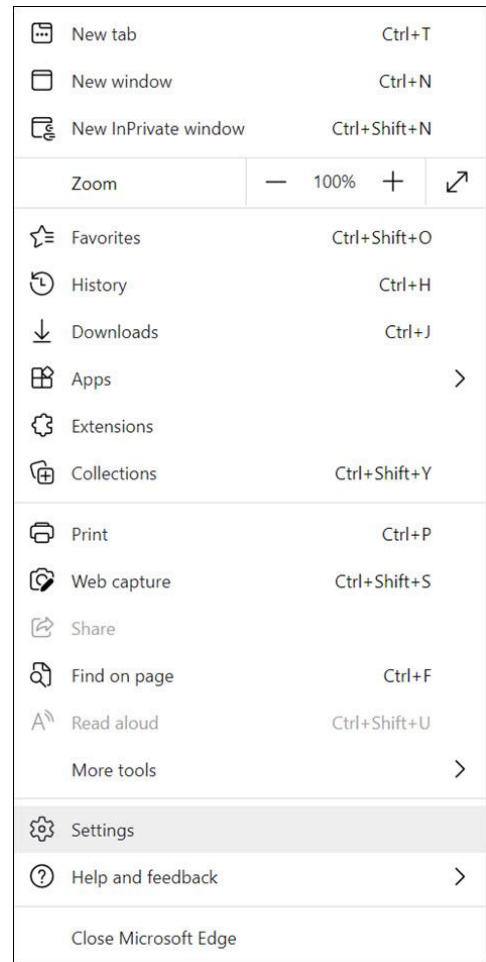 New tab Ctrl+T
New window Ctrl+N
New InPrivate window Ctrl+Shift+N
Zoom 100%
Favorites Ctrl+Shift+O
History Ctrl+H
Downloads Ctrl+J
Apps
Extensions
Collections Ctrl+Shift+Y
Print Ctrl+P
Web capture Ctrl+Shift+S
Share
Find on page Ctrl+F
Read aloud Ctrl+Shift+U
More tools
Settings
Help and feedback
Close Microsoft Edge